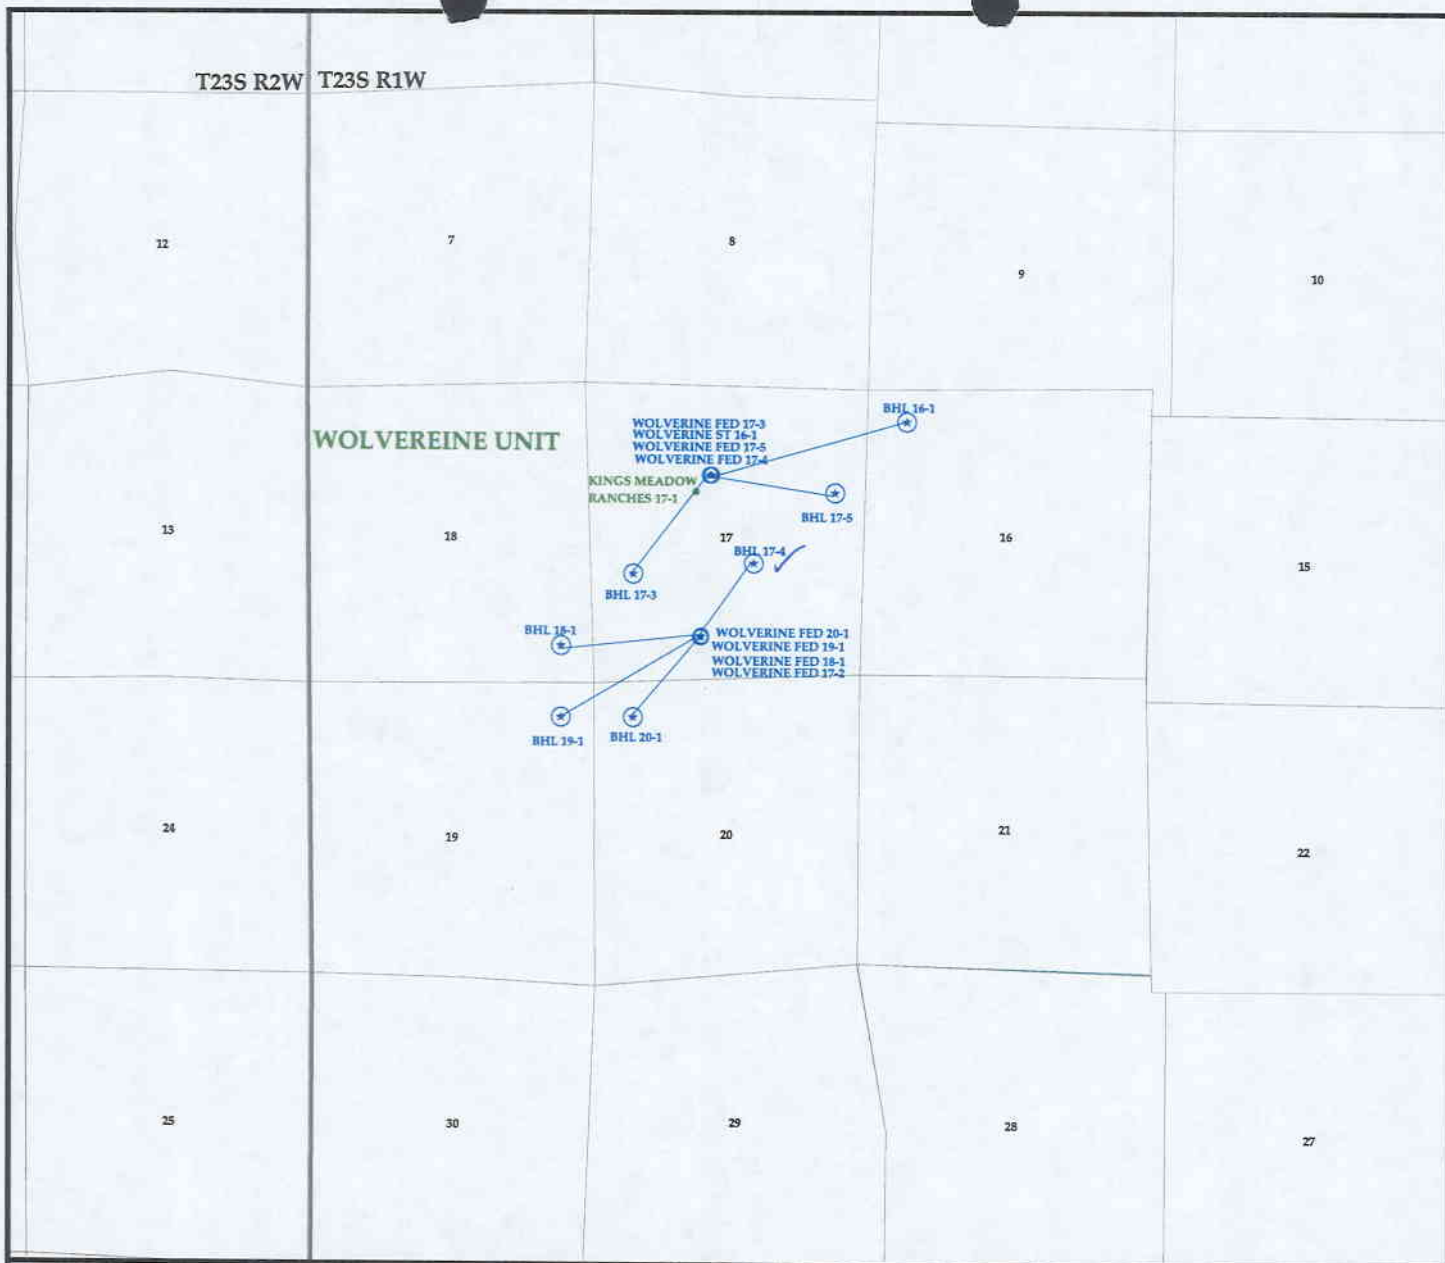 T23S R2W T23S R1W
12
7
8
9
10
WOLVEREINE UNIT
WOLVERINE FED 17-3
WOLVERINE ST 16-1
WOLVERINE FED 17-5
WOLVERINE FED 17-4
BHL 16-1
KINGS MEADOW
RANCHES 17-1
BHL 17-5
13
18
17
16
15
BHL 17-4
BHL 17-3
BHL 18-1
WOLVERINE FED 20-1
WOLVERINE FED 19-1
WOLVERINE FED 18-1
WOLVERINE FED 17-2
BHL 19-1
BHL 20-1
24
19
20
21
22
25
30
29
28
27